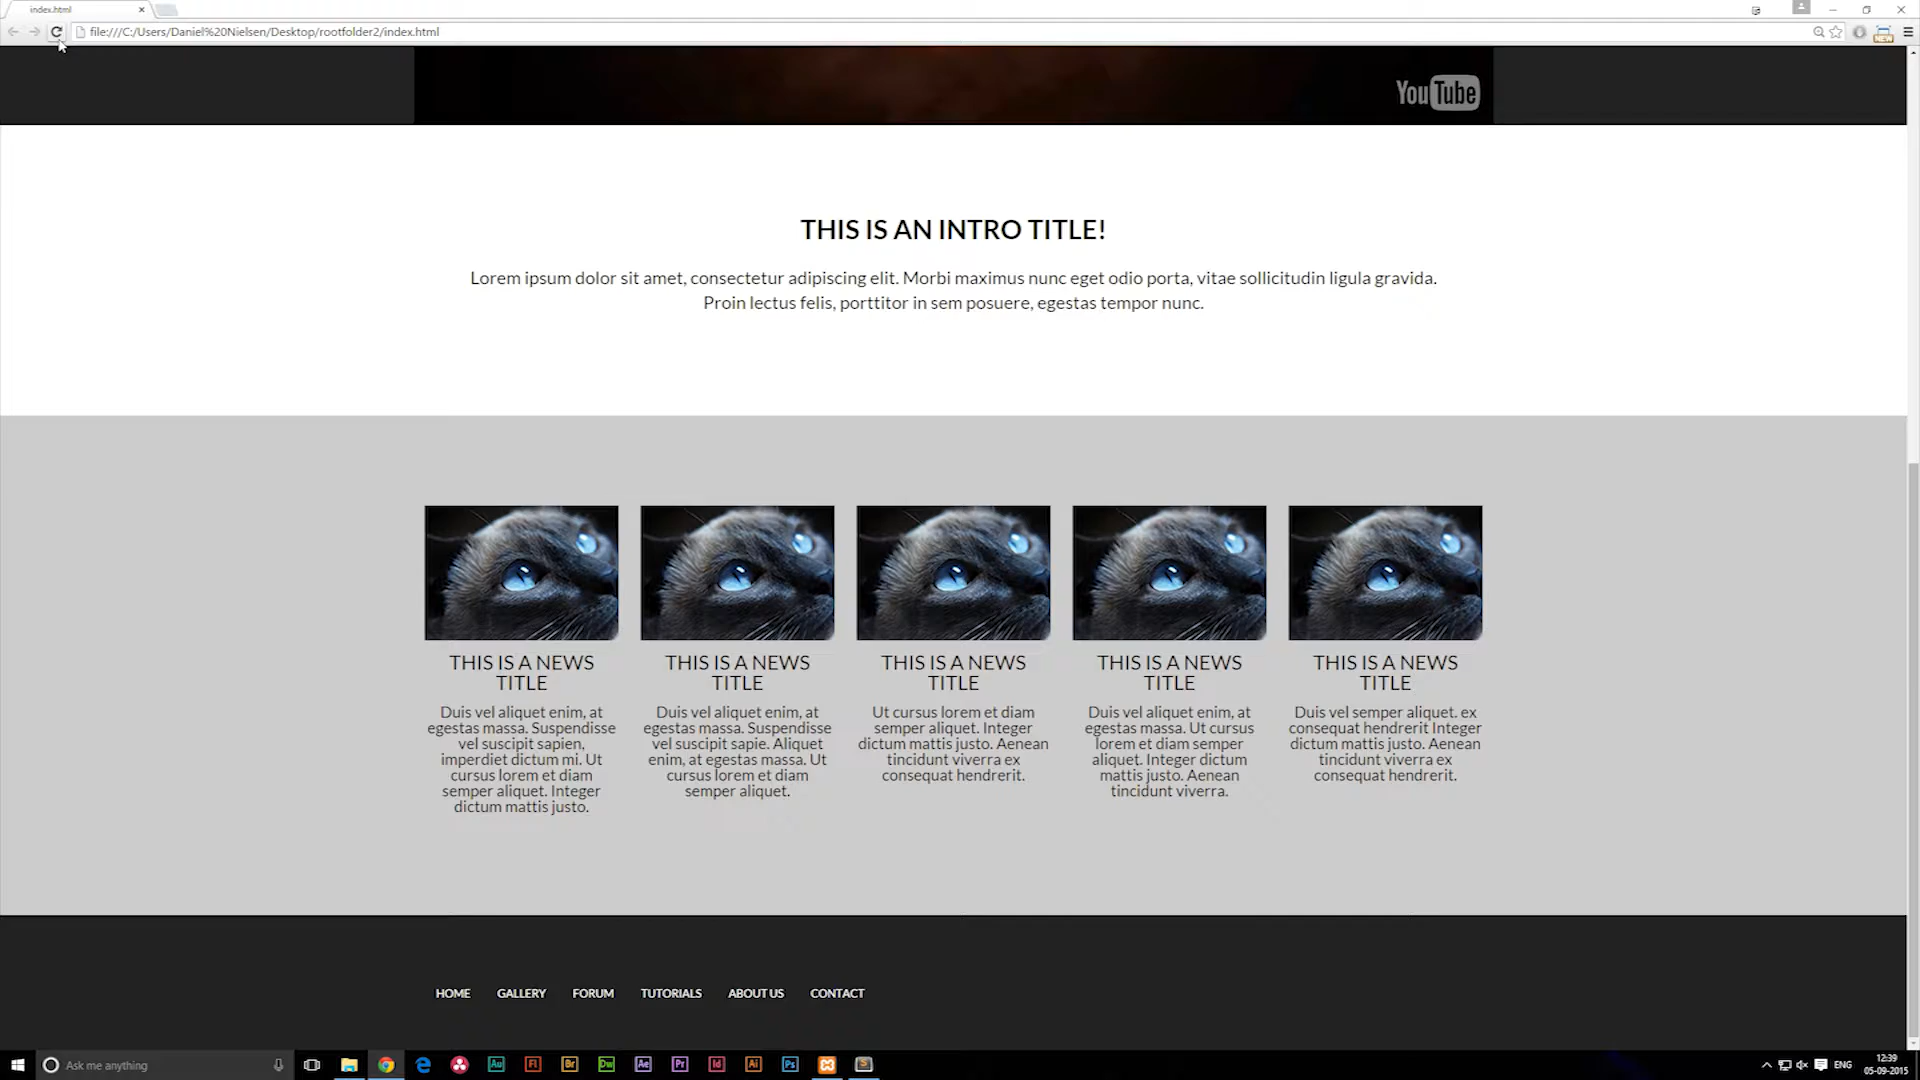 index.html
file:///C:/Users/Daniel%20Nielsen/Desktop/rootfolder2/index.html
YouTube
THIS IS AN INTRO TITLE!
Lorem ipsum dolor sit amet, consectetur adipiscing elit. Morbi maximus nunc eget odio porta, vitae sollicitudin ligula gravida.
Proin lectus felis, porttitor in sem posuere, egestas tempor nunc.
THIS IS A NEWS
TITLE
Duis vel aliquet enim, at
egestas massa. Suspendisse
vel suscipit sapien,
imperdiet dictum mi. Ut
cursus lorem et diam
semper aliquet. Integer
dictum mattis justo.
THIS IS A NEWS
TITLE
Duis vel aliquet enim, at
egestas massa. Suspendisse
vel suscipit sapie. Aliquet
enim, at egestas massa. Ut
cursus lorem et diam
semper aliquet.
THIS IS A NEWS
TITLE
Ut cursus lorem et diam
semper aliquet. Integer
dictum mattis justo. Aenean
tincidunt viverra ex
consequat hendrerit.
THIS IS A NEWS
TITLE
Duis vel aliquet enim, at
egestas massa. Ut cursus
lorem et diam semper
aliquet. Integer dictum
mattis justo. Aenean
tincidunt viverra.
THIS IS A NEWS
TITLE
Duis vel semper aliquet. ex
consequat hendrerit Integer
dictum mattis justo. Aenean
tincidunt viverra ex
consequat hendrerit.
HOME GALLERY FORUM TUTORIALS ABOUT US CONTACT
Ask me anything
Au Fl Br Dw Ae Pr Id Ai Ps
ENG
12:39
05-09-2015